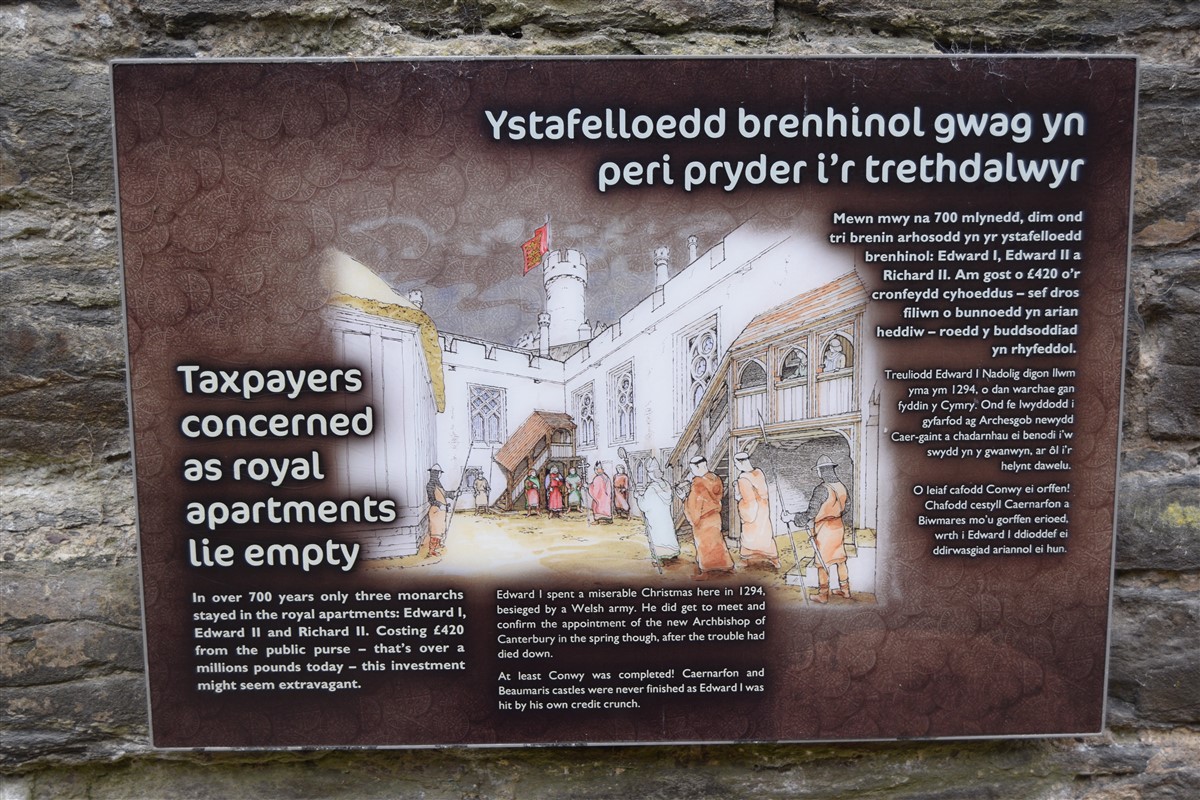 Ystafelloedd brenhinol gwag yn
peri pryder i'r trethdalwyr
Mewn mwy na 700 mlynedd, dim ond
tri brenin arhosodd yn yr ystafelloedd
brenhinol: Edward I, Edward II a
Richard II. Am gost o £420 o'r
cronfeydd cyhoeddus – sef dros
filiwn o bunnoedd yn arian
heddiw – roedd y buddsoddiad
yn rhyfeddol.
Treuliodd Edward I Nadolig digon llwm
yma ym 1294, o dan warchae gan
fyddin y Cymry. Ond fe lwyddodd i
gyfarfod ag Archesgob newydd
Caer-gaint a chadarnhau ei benodi i'w
swydd yn y gwanwyn, ar ôl i'r
helynt dawelu.
O leiaf cafodd Conwy ei orffen!
Chafodd cestyll Caernarfon a
Biwmares mo'u gorffen erioed,
wrth i Edward I ddioddef ei
ddirwasgiad ariannol ei hun.
Taxpayers
concerned
as royal
apartments
lie empty
In over 700 years only three monarchs
stayed in the royal apartments: Edward I,
Edward II and Richard II. Costing £420
from the public purse – that's over a
millions pounds today – this investment
might seem extravagant.
Edward I spent a miserable Christmas here in 1294,
besieged by a Welsh army. He did get to meet and
confirm the appointment of the new Archbishop of
Canterbury in the spring though, after the trouble had
died down.
At least Conwy was completed! Caernarfon and
Beaumaris castles were never finished as Edward I was
hit by his own credit crunch.